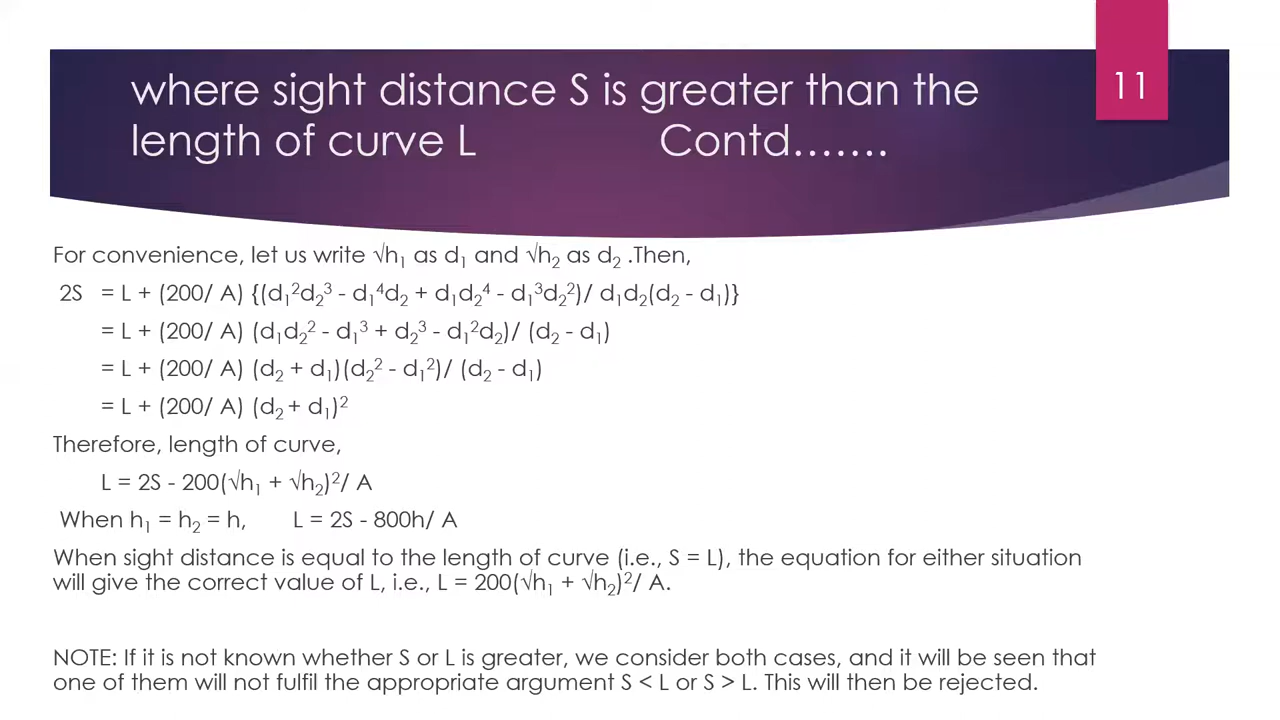 where sight distance S is greater than the
length of curve L Contd.......
11
For convenience, let us write √h₁ as d₁ and √h₂ as d₂ .Then,
2S = L + (200/ A) {(d₁²d₂³ - d₁⁴d₂ + d₁d₂⁴ - d₁³d₂²)/ d₁d₂(d₂ - d₁)}
= L + (200/ A) (d₁d₂² - d₁³ + d₂³ - d₁²d₂)/ (d₂ - d₁)
= L + (200/ A) (d₂ + d₁)(d₂² - d₁²)/ (d₂ - d₁)
= L + (200/ A) (d₂ + d₁)²
Therefore, length of curve,
L = 2S - 200(√h₁ + √h₂)²/ A
When h₁ = h₂ = h, L = 2S - 800h/ A
When sight distance is equal to the length of curve (i.e., S = L), the equation for either situation
will give the correct value of L, i.e., L = 200(√h₁ + √h₂)²/ A.
NOTE: If it is not known whether S or L is greater, we consider both cases, and it will be seen that
one of them will not fulfil the appropriate argument S < L or S > L. This will then be rejected.